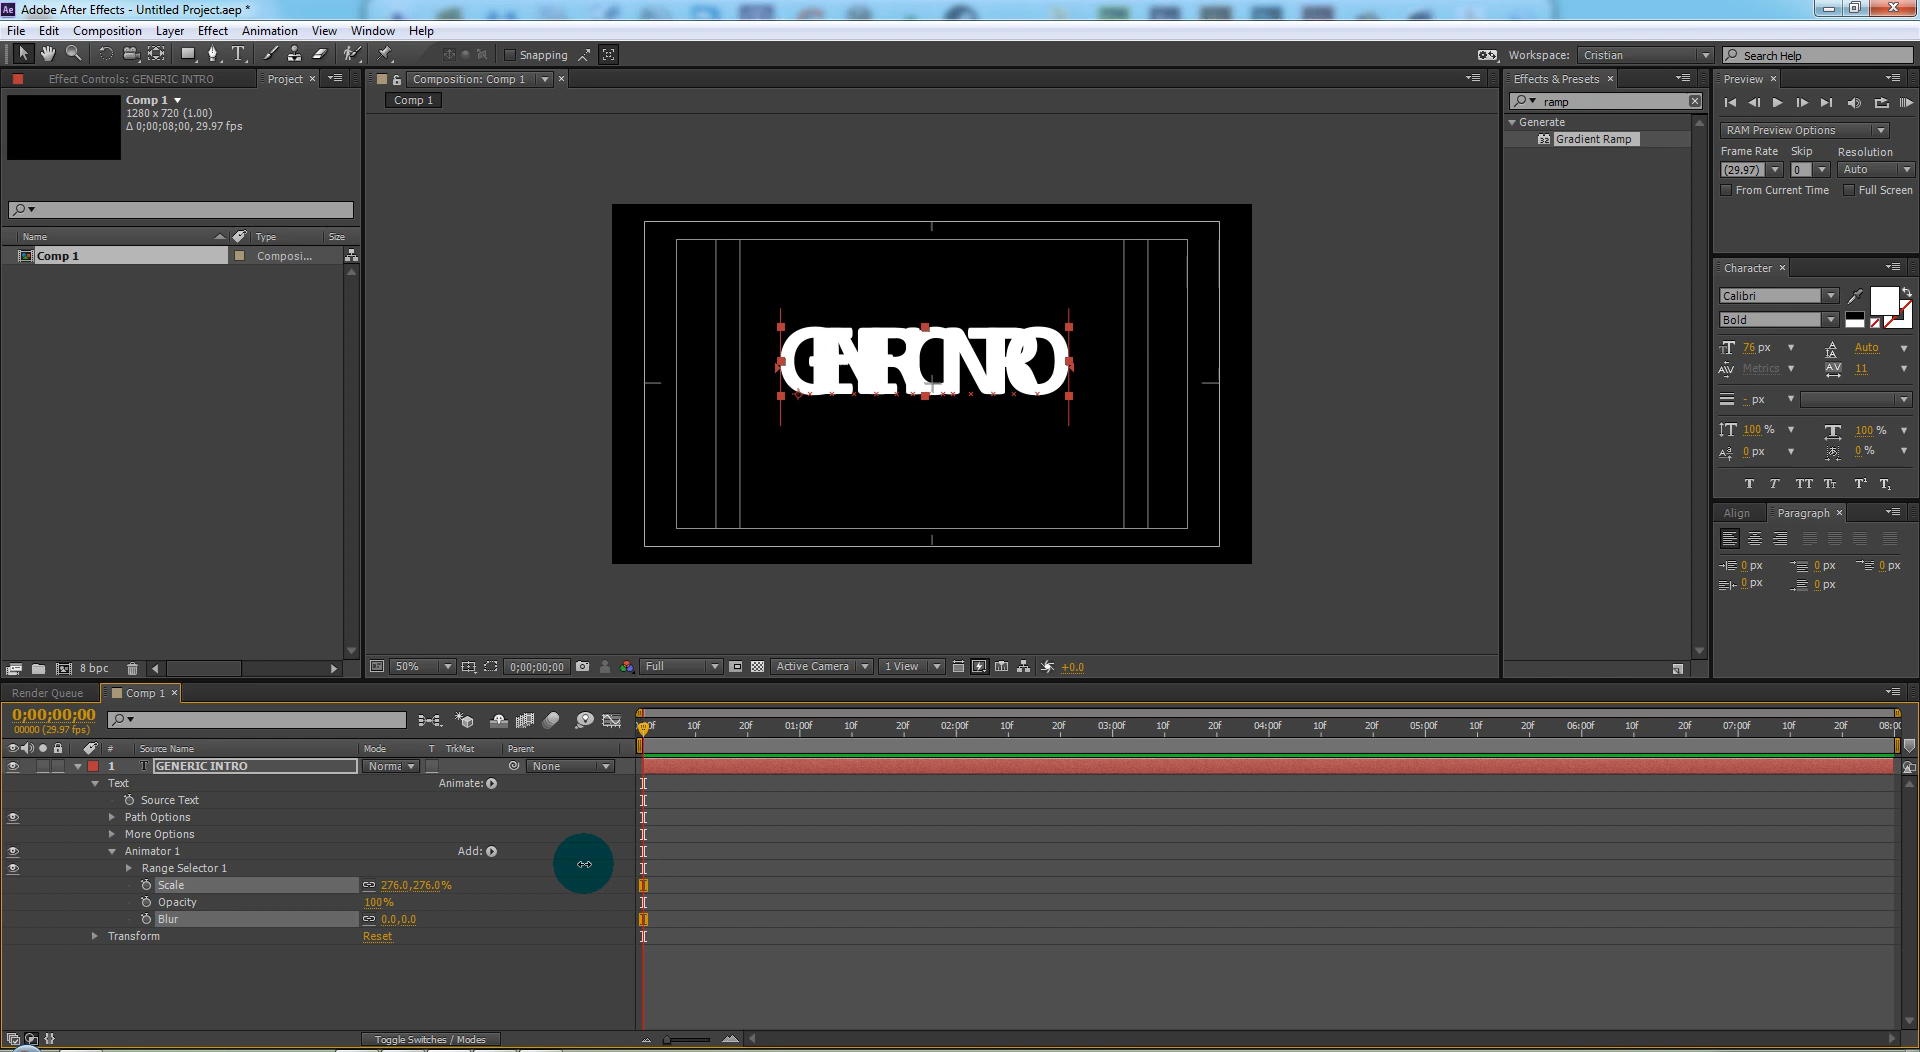 Ae Adobe After Effects - Untitled Project.aep *
File Edit Composition Layer Effect Animation View Window Help
Snapping
Workspace: Cristian
Search Help
Effect Controls: GENERIC INTRO
Project
Composition: Comp 1
Effects & Presets
Preview
Comp 1
1280 x 720 (1.00)
Δ 0;00;08;00, 29.97 fps
Comp 1
ramp
Generate
32 Gradient Ramp
RAM Preview Options
Frame Rate Skip Resolution
(29.97) 0 Auto
From Current Time Full Screen
Name Type Size
Comp 1 Composi...
GENERIC INTRO
Character
Calibri
Bold
76 px Auto
Metrics 11
- px
100 % 100 %
0 px 0 %
T T TT Tт T¹ T₁
Align Paragraph
0 px 0 px 0 px
0 px 0 px
8 bpc
50% 0;00;00;00 Full Active Camera 1 View +0.0
Render Queue Comp 1
0;00;00;00
00000 (29.97 fps)
10f 20f 01:00f 10f 20f 02:00f 10f 20f 03:00f 10f 20f 04:00f 10f 20f 05:00f 10f 20f 06:00f 10f 20f 07:00f 10f 20f 08:00
# Source Name Mode T TrkMat Parent
1 T GENERIC INTRO Norma None
Text Animate:
Source Text
Path Options
More Options
Animator 1 Add:
Range Selector 1
Scale 276.0,276.0%
Opacity 100%
Blur 0.0,0.0
Transform Reset
Toggle Switches / Modes